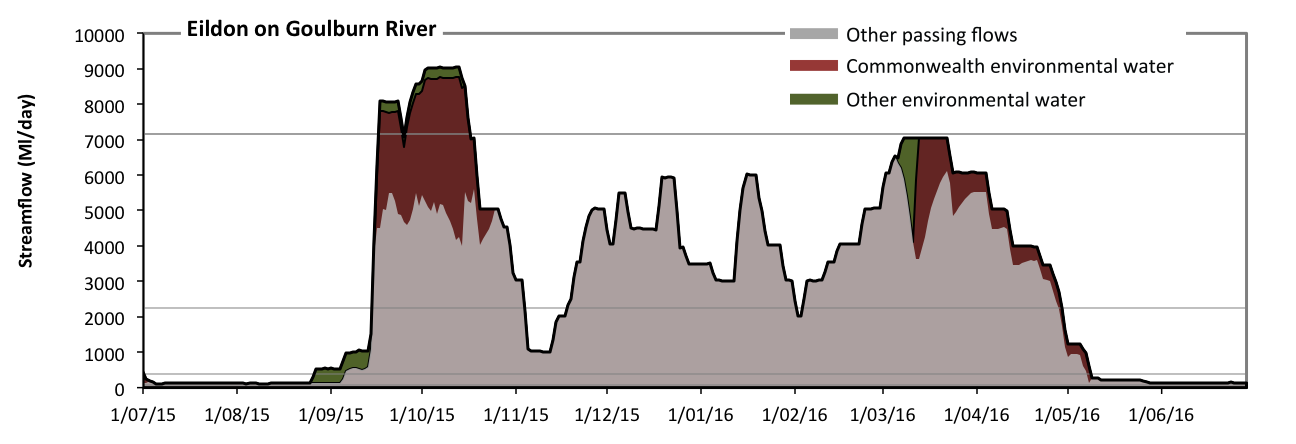 Eildon on Goulburn River
Other passing flows
Commonwealth environmental water
Other environmental water
Streamflow (Ml/day)
10000
9000
8000
7000
6000
5000
4000
3000
2000
1000
0
1/07/15 1/08/15 1/09/15 1/10/15 1/11/15 1/12/15 1/01/16 1/02/16 1/03/16 1/04/16 1/05/16 1/06/16